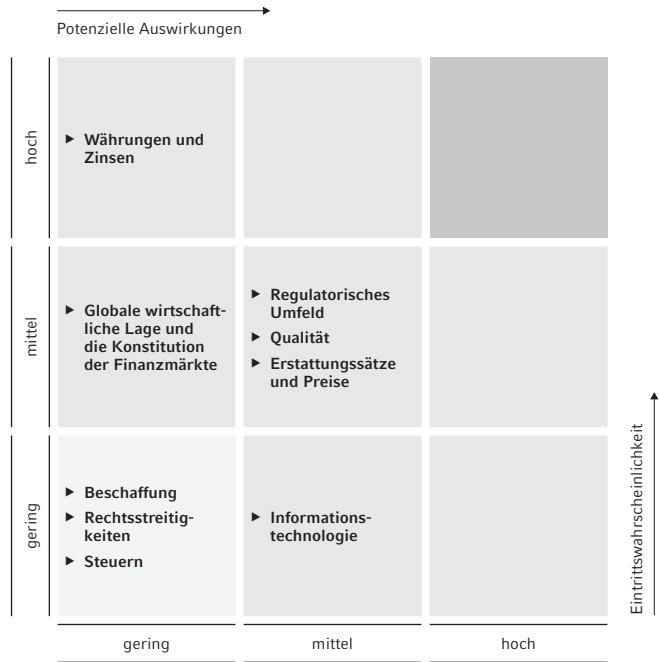 Potenzielle Auswirkungen
hoch
► Währungen und
Zinsen
mittel
► Globale wirtschaft-
liche Lage und
die Konstitution
der Finanzmärkte
► Regulatorisches
Umfeld
► Qualität
► Erstattungssätze
und Preise
gering
► Beschaffung
► Rechtsstreitig-
keiten
► Steuern
► Informations-
technologie
Eintrittswahrscheinlichkeit
gering
mittel
hoch